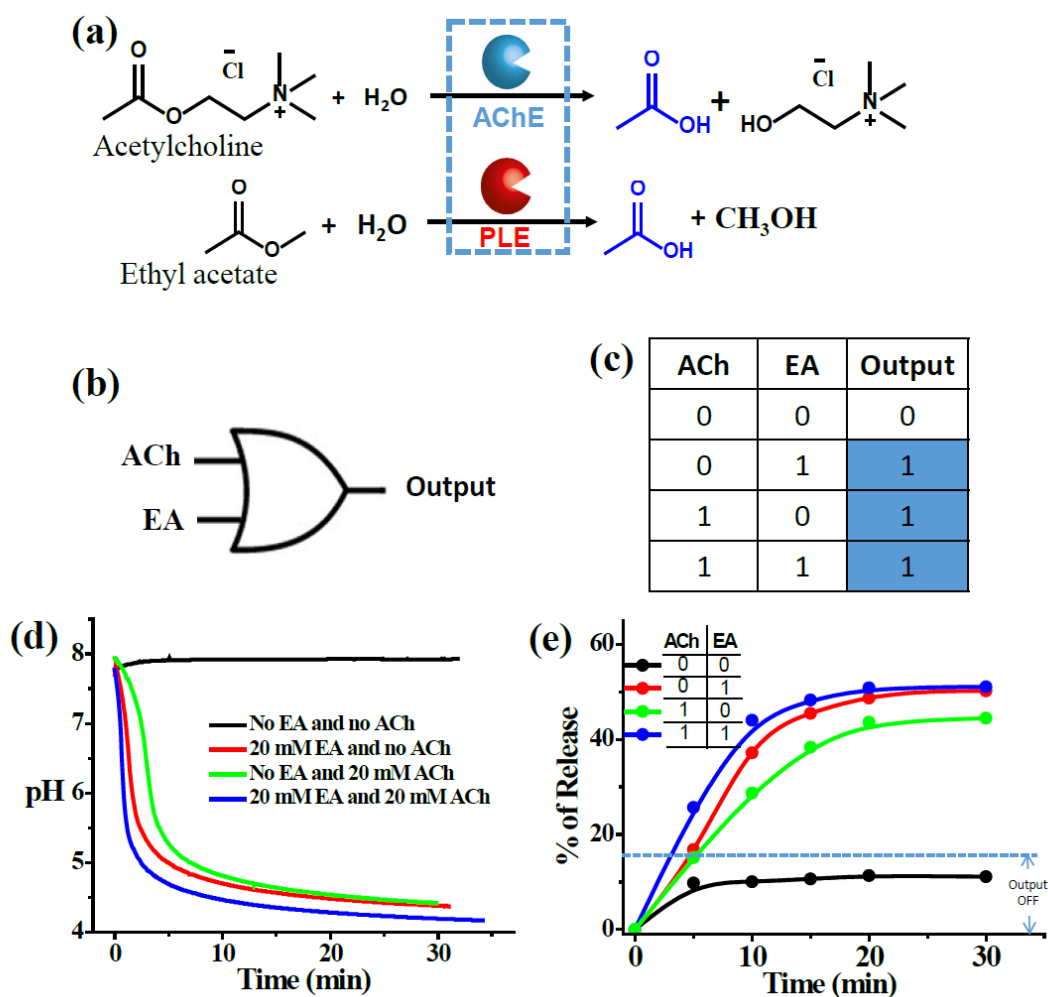 (a)
O
Cl
–
O
N
+
+ H2O
AChE
O
OH
+
Cl
–
HO
N
+
Acetylcholine
O
O
+ H2O
PLE
O
OH
+ CH3OH
Ethyl acetate
(b)
ACh
EA
Output
(c)
ACh EA Output
0 0 0
0 1 1
1 0 1
1 1 1
(d)
8
7
pH
6
5
4
No EA and no ACh
20 mM EA and no ACh
No EA and 20 mM ACh
20 mM EA and 20 mM ACh
0 10 20 30
Time (min)
(e)
60
40
20
0
% of Release
ACh EA
0 0
0 1
1 0
1 1
Output
OFF
0 10 20 30
Time (min)